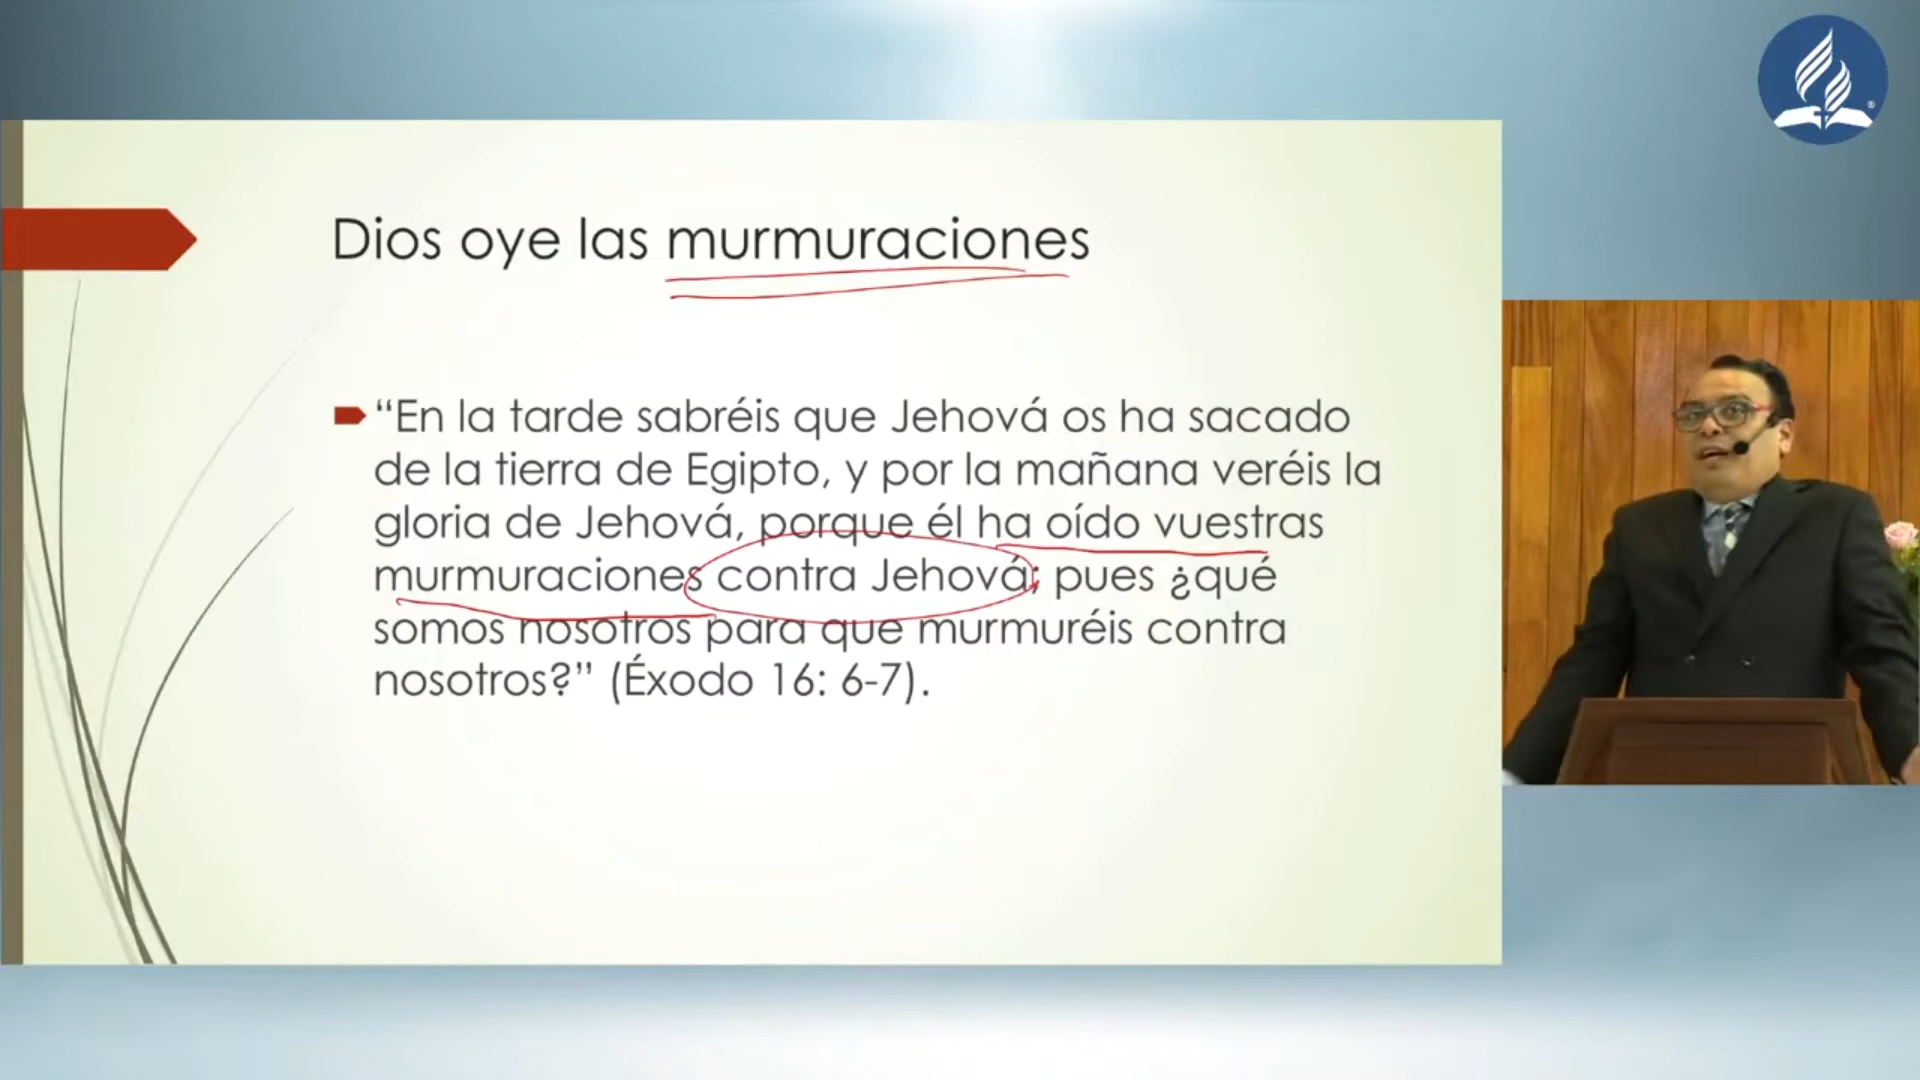 Dios oye las murmuraciones
“En la tarde sabréis que Jehová os ha sacado
de la tierra de Egipto, y por la mañana veréis la
gloria de Jehová, porque él ha oído vuestras
murmuraciones contra Jehová; pues ¿qué
somos nosotros para que murmuréis contra
nosotros?” (Éxodo 16: 6-7).
®